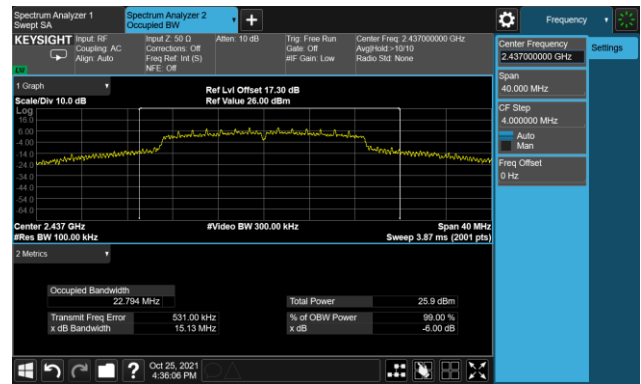 Spectrum Analyzer 1
Swept SA
Spectrum Analyzer 2
Occupied BW
Frequency
KEYSIGHT
Input: RF
Coupling: AC
Align: Auto
Input Z: 50 Ω
Corrections: Off
Freq Ref: Int (S)
NFE: Off
Atten: 10 dB
Trig: Free Run
Gate: Off
#IF Gain: Low
Center Freq: 2.437000000 GHz
Avg|Hold:>10/10
Radio Std: None
Center Frequency
2.437000000 GHz
Settings
Span
40.000 MHz
CF Step
4.000000 MHz
Auto
Man
Freq Offset
0 Hz
1 Graph
Scale/Div 10.0 dB
Ref Lvl Offset 17.30 dB
Ref Value 26.00 dBm
Log
16.0
6.00
-4.00
-14.0
-24.0
-34.0
-44.0
-54.0
-64.0
Center 2.437 GHz
#Res BW 100.00 kHz
#Video BW 300.00 kHz
Span 40 MHz
Sweep 3.87 ms (2001 pts)
2 Metrics
Occupied Bandwidth
22.794 MHz
Total Power 25.9 dBm
Transmit Freq Error 531.00 kHz
% of OBW Power 99.00 %
x dB Bandwidth 15.13 MHz
x dB -6.00 dB
?
Oct 25, 2021
4:36:06 PM